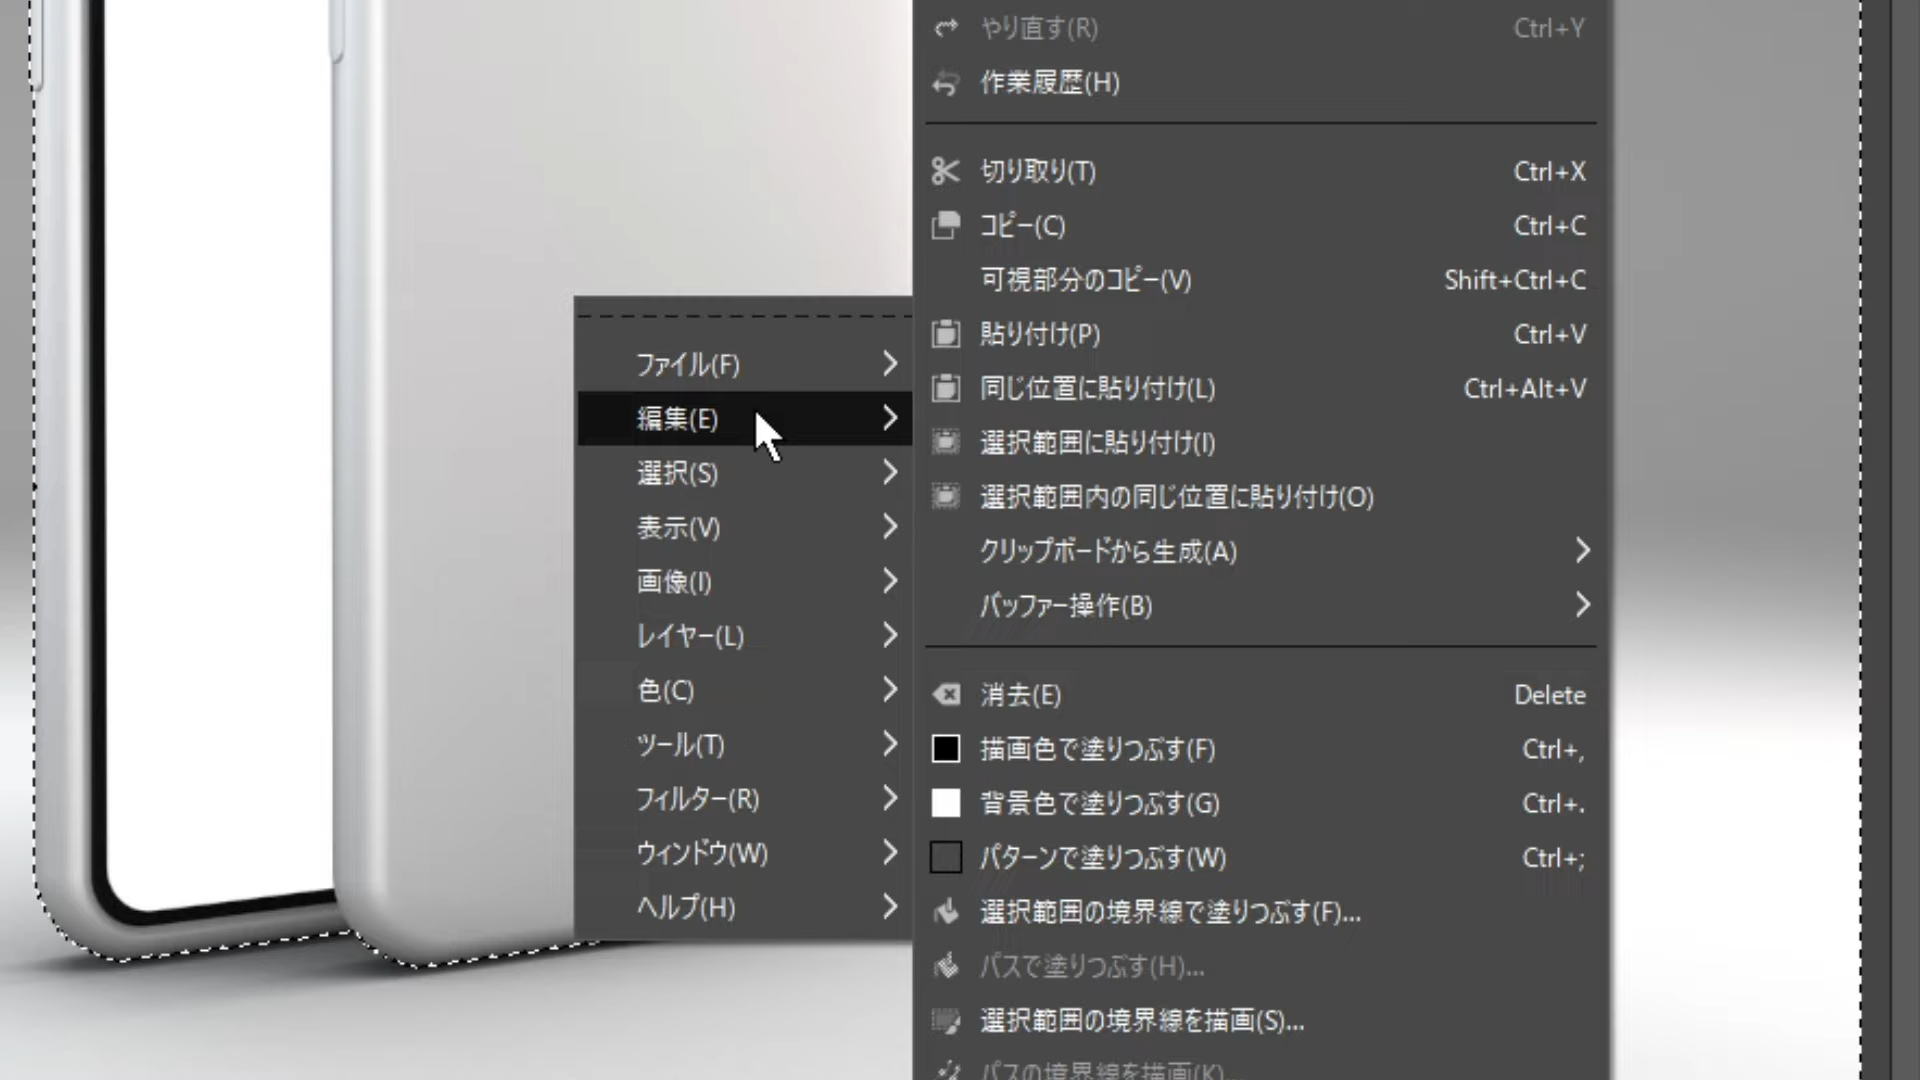 ファイル(F)
編集(E)
選択(S)
表示(V)
画像(I)
レイヤー(L)
色(C)
ツール(T)
フィルター(R)
ウィンドウ(W)
ヘルプ(H)
やり直す(R) Ctrl+Y
作業履歴(H)
切り取り(T) Ctrl+X
コピー(C) Ctrl+C
可視部分のコピー(V) Shift+Ctrl+C
貼り付け(P) Ctrl+V
同じ位置に貼り付け(L) Ctrl+Alt+V
選択範囲に貼り付け(I)
選択範囲内の同じ位置に貼り付け(O)
クリップボードから生成(A)
バッファー操作(B)
消去(E) Delete
描画色で塗りつぶす(F) Ctrl+,
背景色で塗りつぶす(G) Ctrl+.
パターンで塗りつぶす(W) Ctrl+;
選択範囲の境界線で塗りつぶす(F)...
パスで塗りつぶす(H)...
選択範囲の境界線を描画(S)...
パスの境界線を描画(K)...